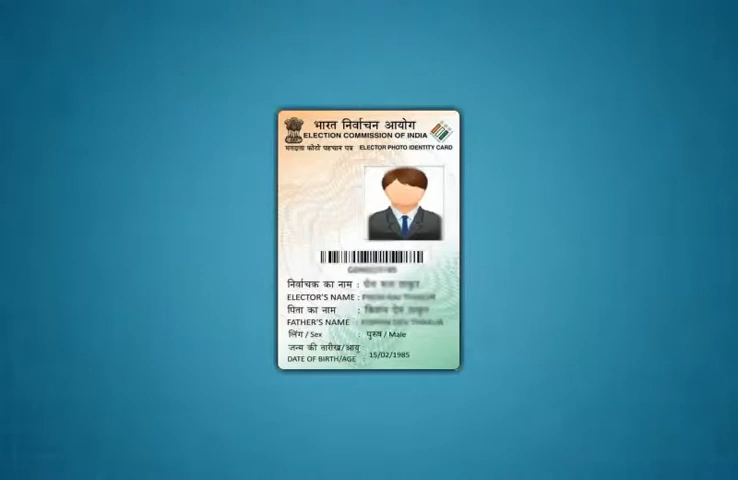 भारत निर्वाचन आयोग
ELECTION COMMISSION OF INDIA
मतदाता फोटो पहचान पत्र ELECTOR PHOTO IDENTITY CARD
निर्वाचक का नाम :
ELECTOR'S NAME :
पिता का नाम :
FATHER'S NAME :
लिंग / Sex : पुरुष / Male
जन्म की तारीख/आयु
DATE OF BIRTH/AGE : 15/02/1985